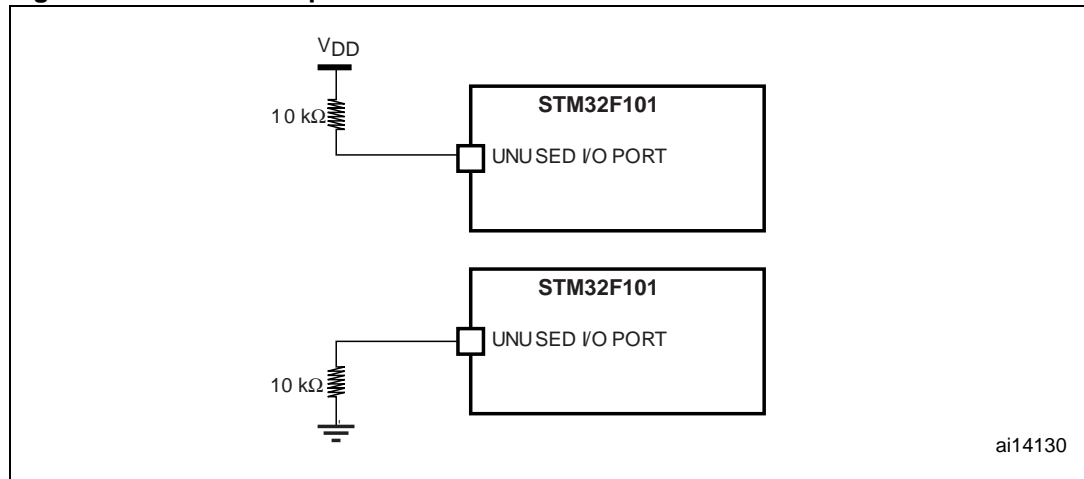 VDD
10 kΩ
STM32F101
UNUSED I/O PORT
STM32F101
UNUSED I/O PORT
10 kΩ
ai14130